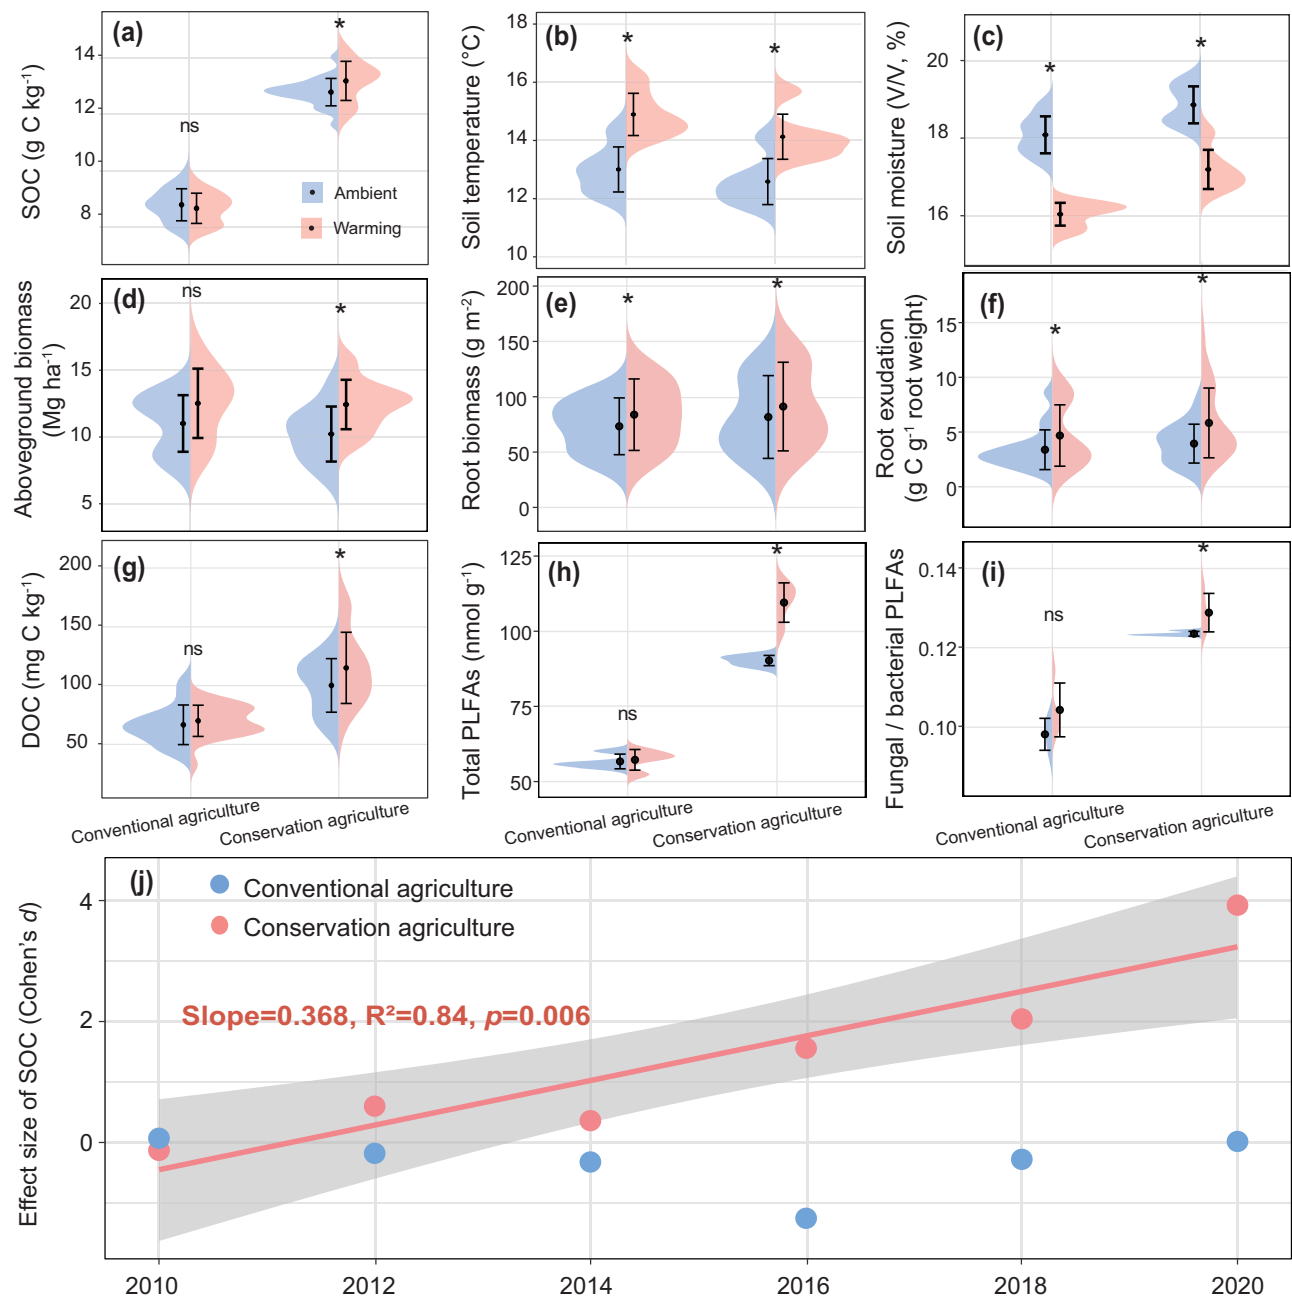 (a)
SOC (g C kg⁻¹)
14
12
10
8
ns
*
Ambient
Warming
(b)
Soil temperature (°C)
18
16
14
12
10
*
*
(c)
Soil moisture (V/V, %)
20
18
16
*
*
(d)
Aboveground biomass
(Mg ha⁻¹)
20
15
10
5
ns
*
(e)
Root biomass (g m⁻²)
200
150
100
50
0
*
*
(f)
Root exudation
(g C g⁻¹ root weight)
15
10
5
0
*
*
(g)
DOC (mg C kg⁻¹)
200
150
100
50
ns
*
Conventional agriculture
Conservation agriculture
(h)
Total PLFAs (nmol g⁻¹)
125
100
75
50
ns
*
Conventional agriculture
Conservation agriculture
(i)
Fungal / bacterial PLFAs
0.14
0.12
0.10
ns
*
Conventional agriculture
Conservation agriculture
(j)
Conventional agriculture
Conservation agriculture
Slope=0.368, R²=0.84, p=0.006
Effect size of SOC (Cohen's d)
4
2
0
2010
2012
2014
2016
2018
2020